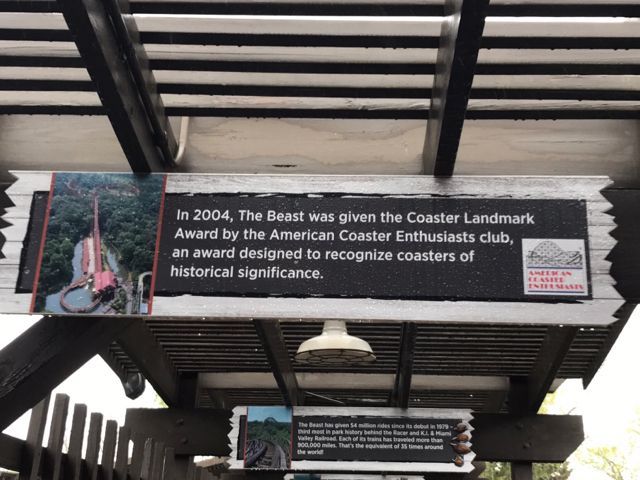 In 2004, The Beast was given the Coaster Landmark
Award by the American Coaster Enthusiasts club,
an award designed to recognize coasters of
historical significance.
AMERICAN
COASTER
ENTHUSIASTS
The Beast has given 54 million rides since its debut in 1979 -
third most in park history behind the Racer and K.I. & Miami
Valley Railroad. Each of its trains has traveled more than
900,000 miles. That's the equivalent of 35 times around
the world!